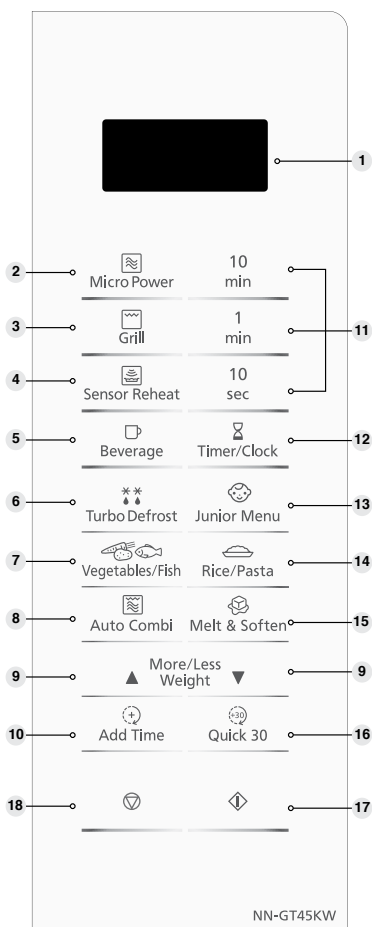 1
2
Micro Power
10
min
3
Grill
1
min
11
4
Sensor Reheat
10
sec
5
Beverage
Timer/Clock
12
6
Turbo Defrost
Junior Menu
13
7
Vegetables/Fish
Rice/Pasta
14
8
Auto Combi
Melt & Soften
15
9
More/Less
Weight
9
10
Add Time
+30
Quick 30
16
18
17
NN-GT45KW